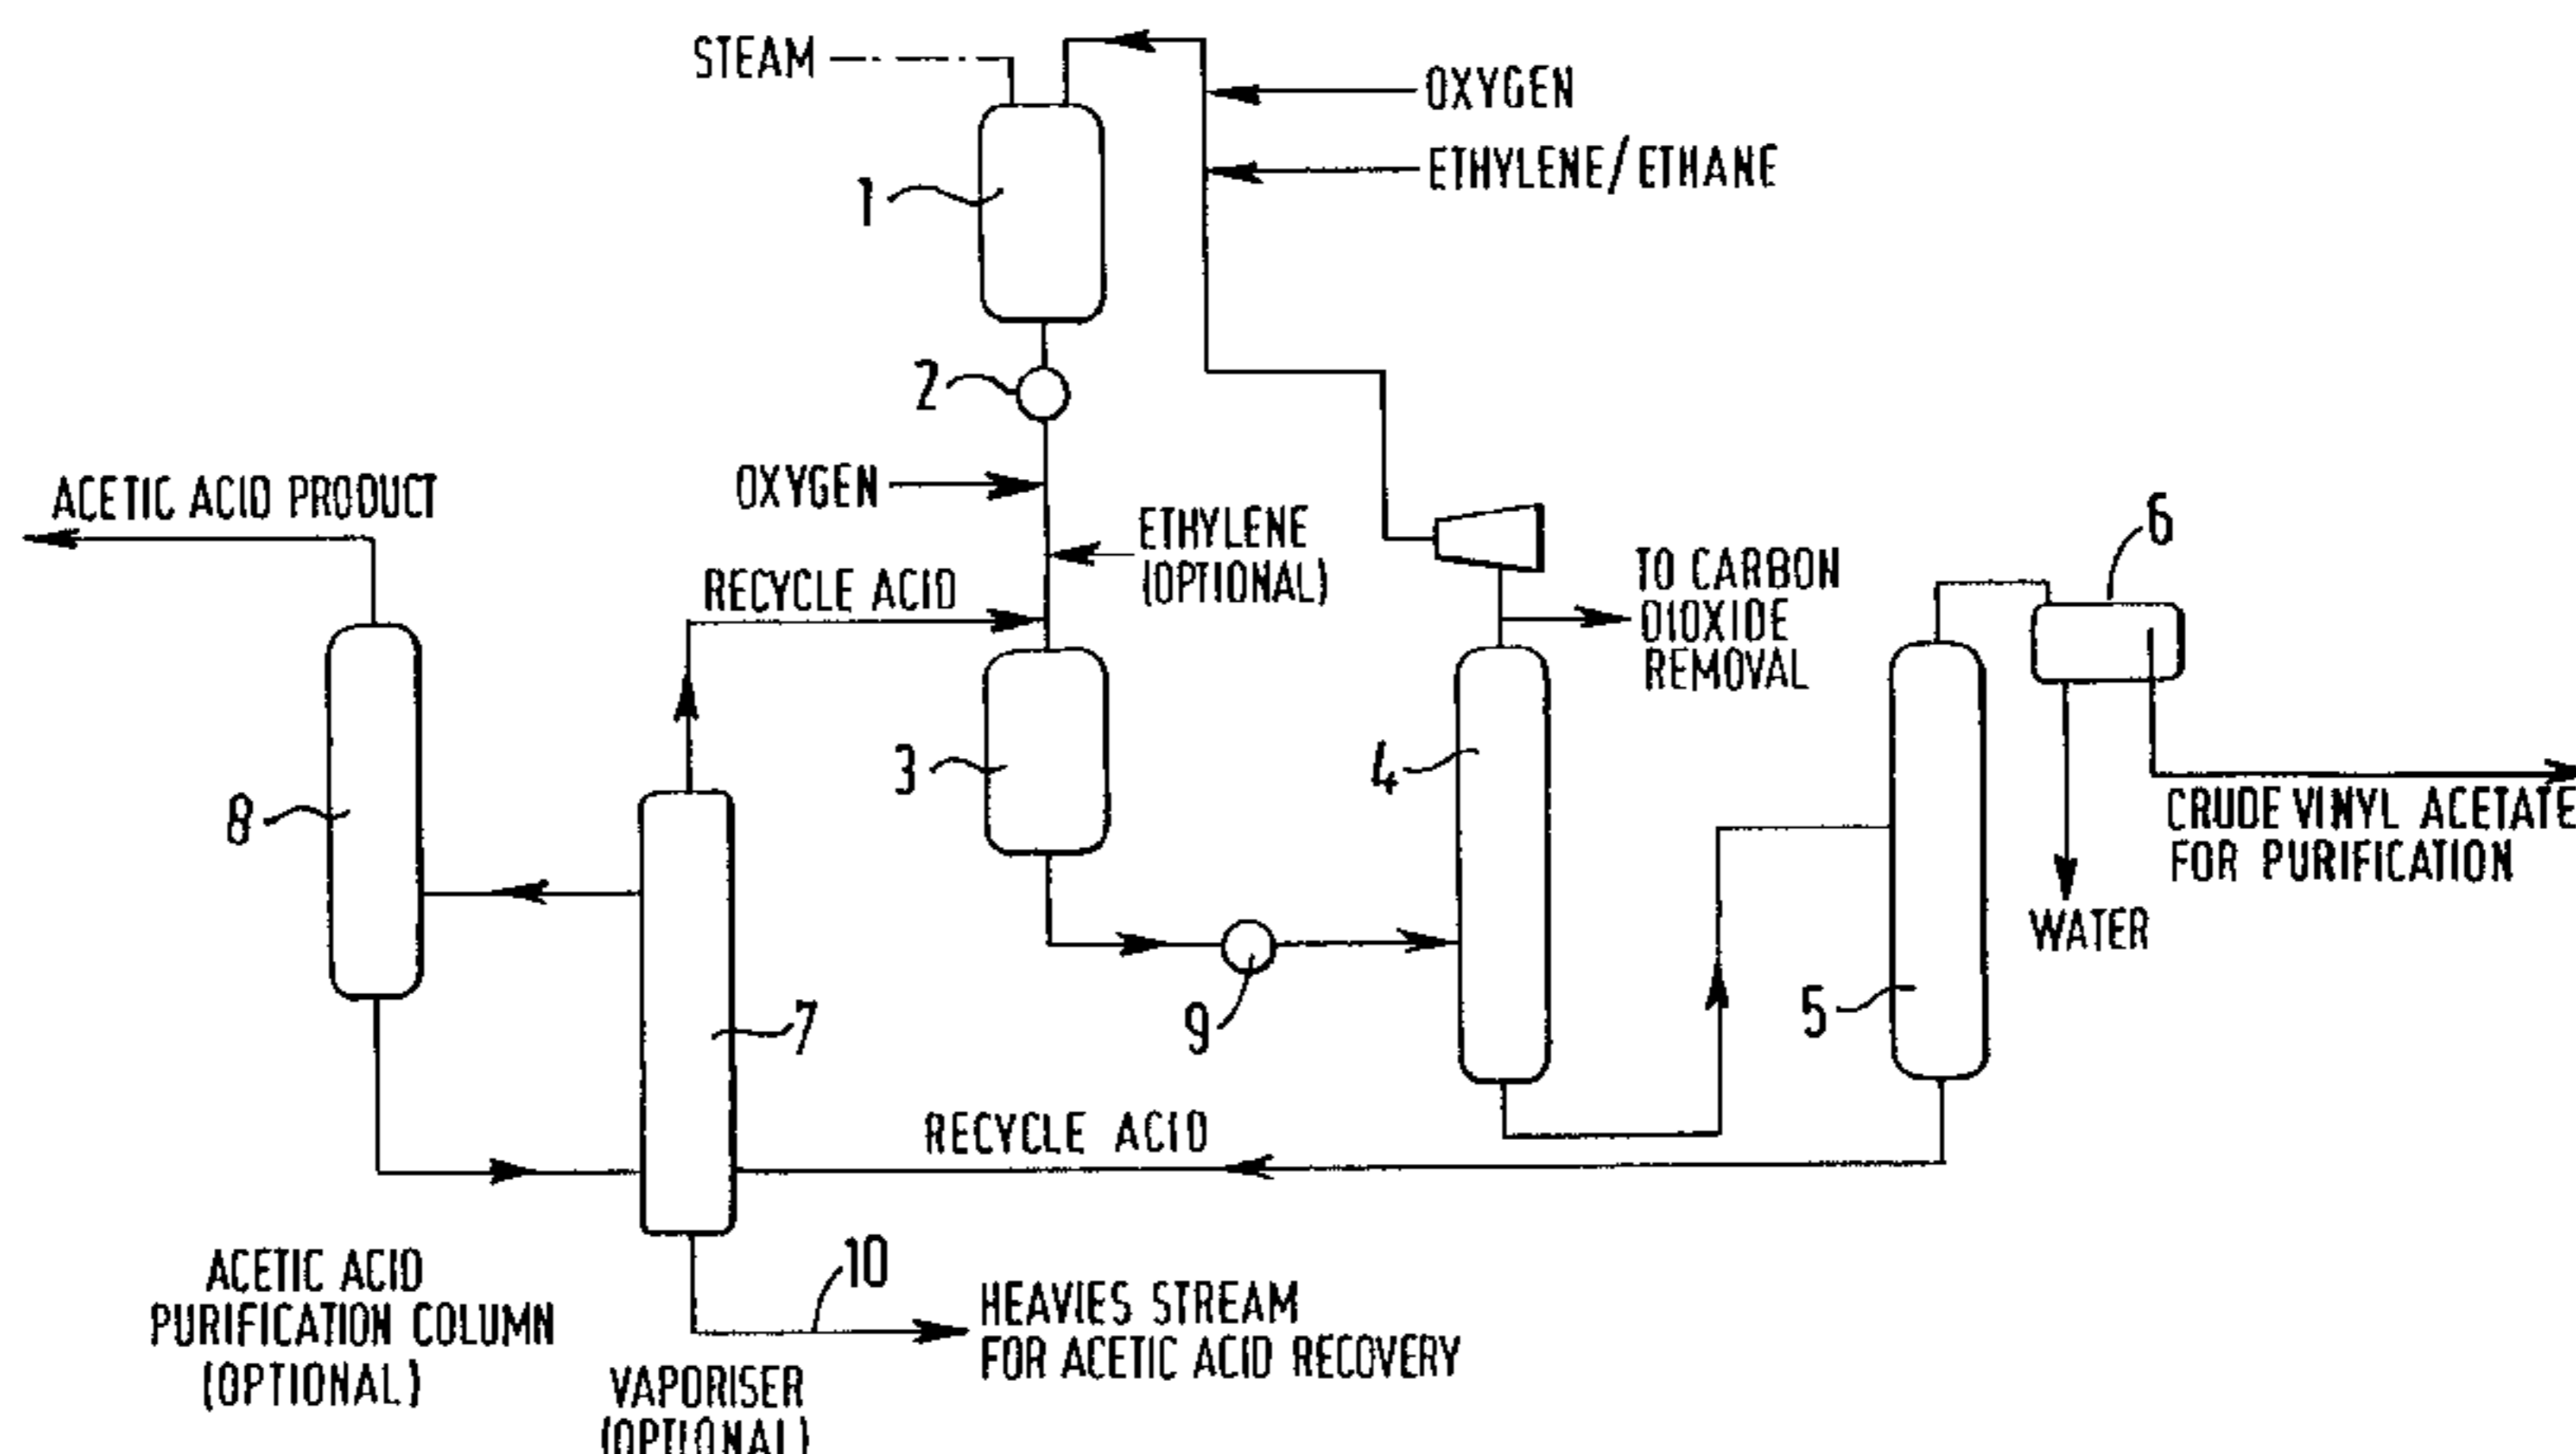 STEAM
OXYGEN
ETHYLENE/ETHANE
1
2
ACETIC ACID PRODUCT
OXYGEN
ETHYLENE
(OPTIONAL)
RECYCLE ACID
6
TO CARBON
DIOXIDE
REMOVAL
3
4
8
CRUDE VINYL ACETATE
FOR PURIFICATION
WATER
7
9
5
RECYCLE ACID
10
ACETIC ACID
PURIFICATION COLUMN
(OPTIONAL)
HEAVIES STREAM
FOR ACETIC ACID RECOVERY
VAPORISER
(OPTIONAL)